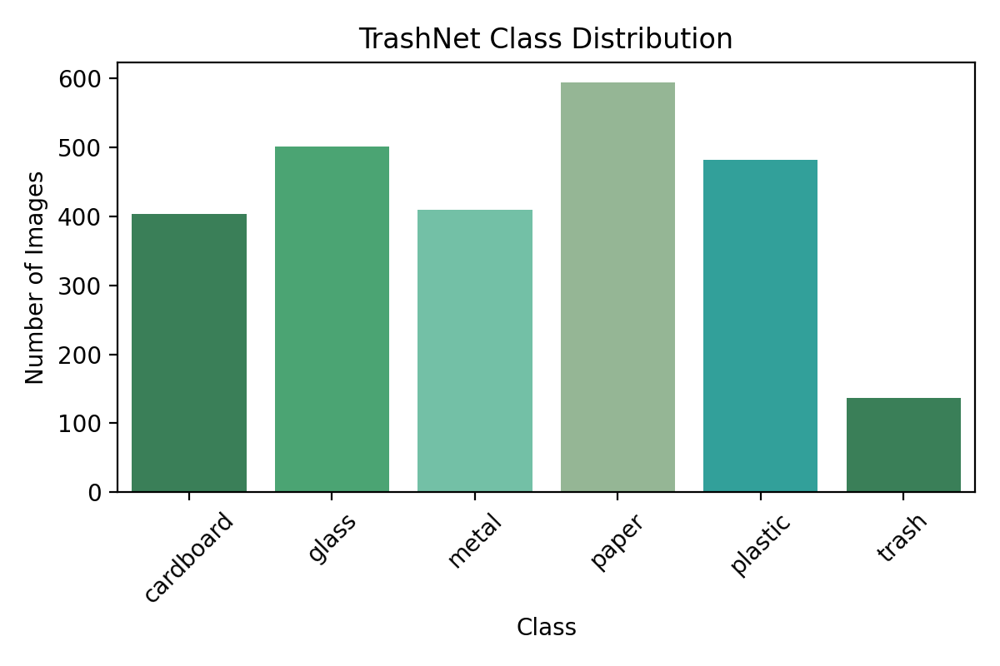 TrashNet Class Distribution
Number of Images
600
500
400
300
200
100
0
cardboard
glass
metal
paper
plastic
trash
Class